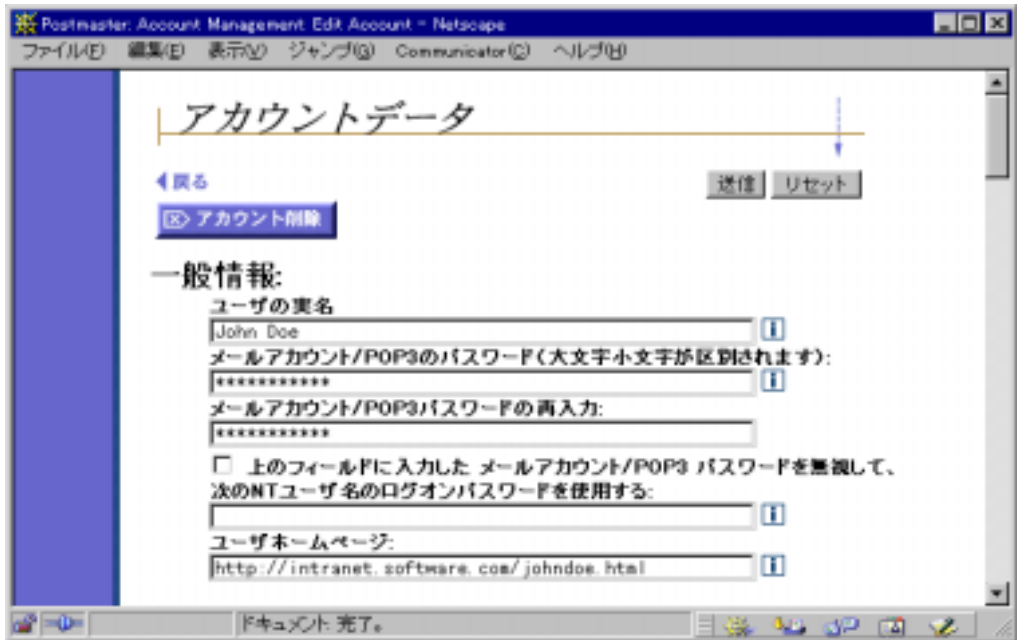 Postmaster: Account Management: Edit Account - Netscape
ファイル(F) 編集(E) 表示(V) ジャンプ(G) Communicator(C) ヘルプ(H)
アカウントデータ
戻る
送信 リセット
アカウント削除
一般情報:
ユーザの実名
John Doe
メールアカウント/POP3のパスワード(大文字小文字が区別されます):
***********
メールアカウント/POP3パスワードの再入力:
***********
上のフィールドに入力した メールアカウント/POP3 パスワードを無視して、
次のNTユーザ名のログオンパスワードを使用する:
ユーザホームページ:
http://intranet.software.com/johndoe.html
ドキュメント: 完了。